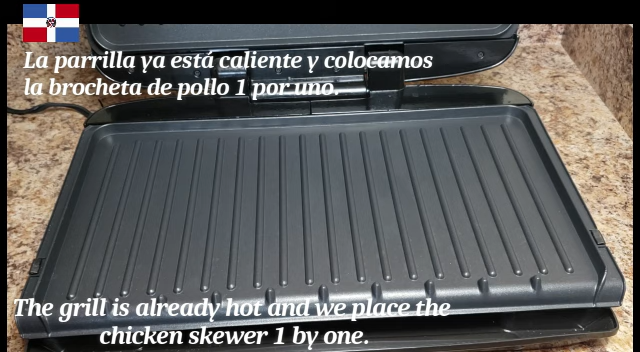 La parrilla ya está caliente y colocamos
la brocheta de pollo 1 por uno.
The grill is already hot and we place the
chicken skewer 1 by one.